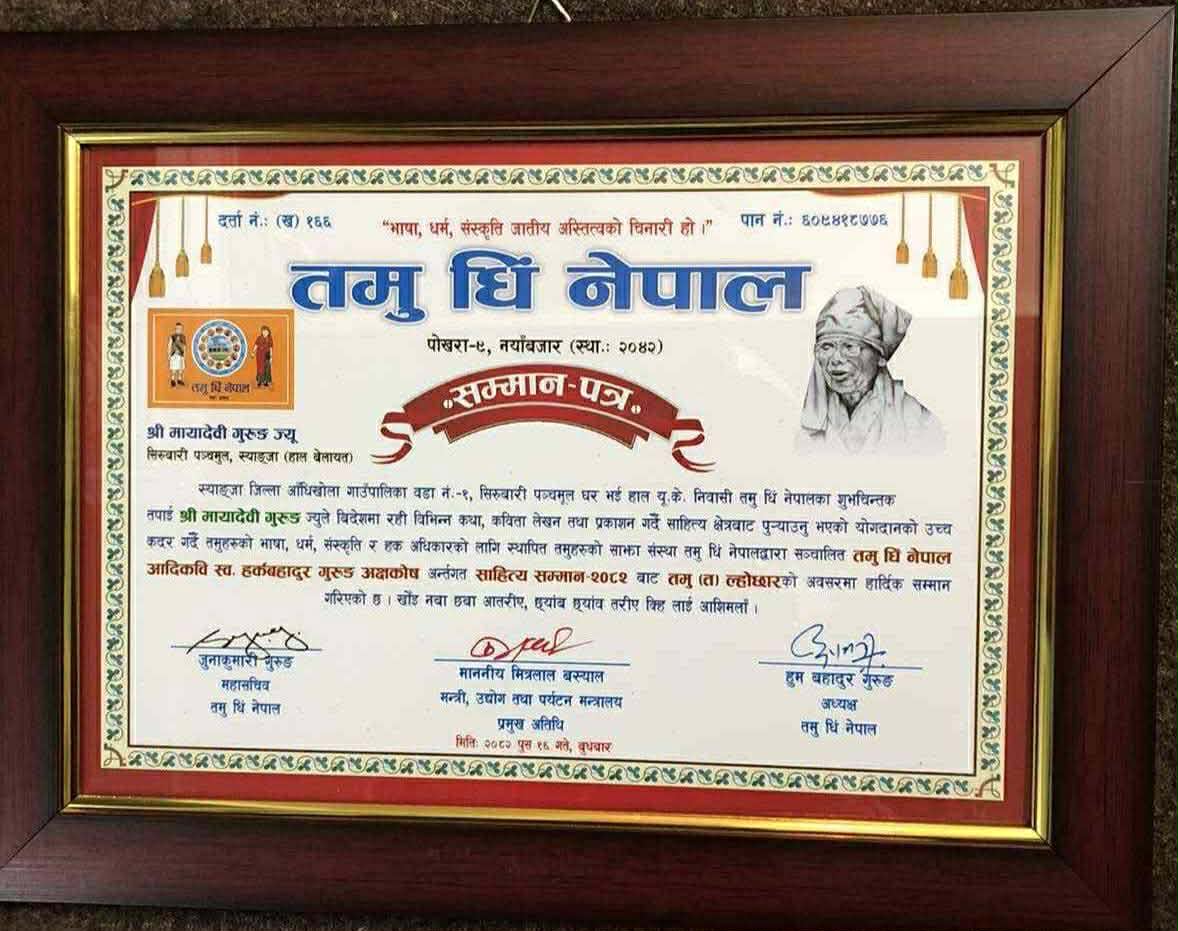 दर्ता नं.: (ख) १६६
"भाषा, धर्म, संस्कृति जातीय अस्तित्वको चिनारी हो ।"
पान नं.: ६०९४१८७७६
तमु धिं नेपाल
पोखरा-९, नयाँबजार (स्था.: २०४२)
तमु धिं नेपाल
सम्मान-पत्र
श्री मायादेवी गुरुङ ज्यू
सिरुबारी पञ्चमुल, स्याङ्जा (हाल बेलायत)
स्याङ्जा जिल्ला आँधिखोला गाउँपालिका वडा नं.-१, सिरुबारी पञ्चमूल घर भई हाल यू.के. निवासी तमु धिं नेपालका शुभचिन्तक
तपाई श्री मायादेवी गुरुङ ज्युले बिदेशमा रही विभिन्न कथा, कविता लेखन तथा प्रकाशन गर्दै साहित्य क्षेत्रबाट पुऱ्याउनु भएको योगदानको उच्च
कदर गर्दै तमुहरुको भाषा, धर्म, संस्कृति र हक अधिकारको लागि स्थापित तमुहरुको साझा संस्था तमु धिं नेपालद्वारा सञ्चालित तमु धिं नेपाल
आदिकवि स्व. हर्कबहादुर गुरुङ अक्षकोष अर्न्तगत साहित्य सम्मान-२०८२ बाट तमु (त) ल्होछारको अवसरमा हार्दिक सम्मान
गरिएको छ । खोंइ नबा छबा आतरीए, छ्यांब छ्यांव तरीए क्हि लाई आशिमलाँ ।
जुनाकुमारी गुरुङ
महासचिव
तमु धिं नेपाल
माननीय मित्रलाल बस्याल
मन्त्री, उद्योग तथा पर्यटन मन्त्रालय
प्रमुख अतिथि
मितिः २०८२ पुस १६ गते, बुधवार
हुम बहादुर गुरुङ
अध्यक्ष
तमु धिं नेपाल